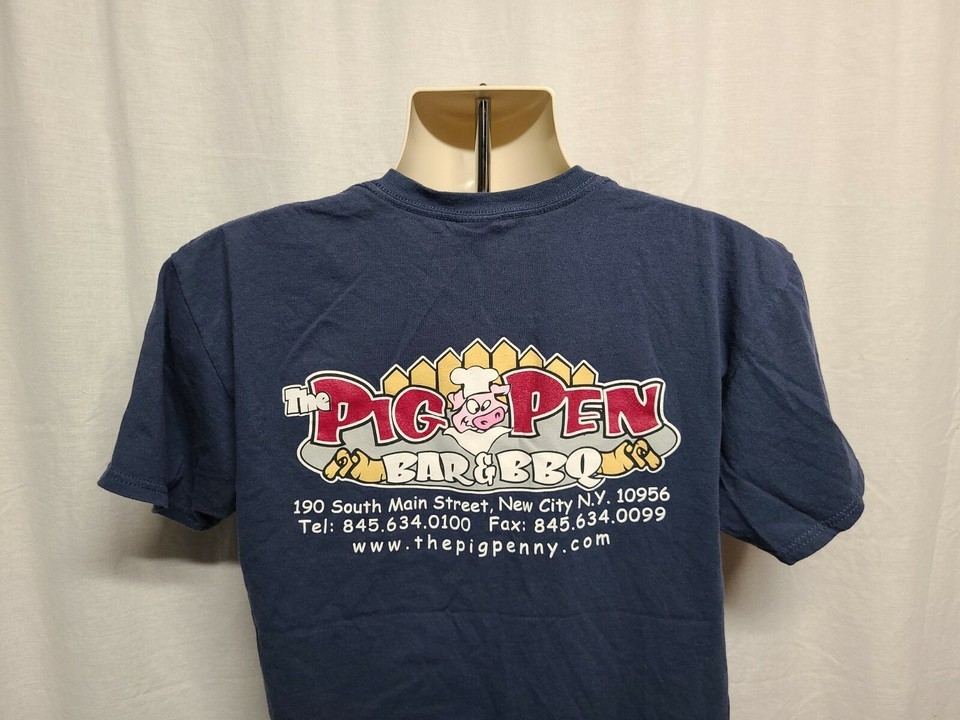 The PIG PEN
BAR & BBQ
190 South Main Street, New City N.Y. 10956
Tel: 845.634.0100 Fax: 845.634.0099
www.thepigpenny.com